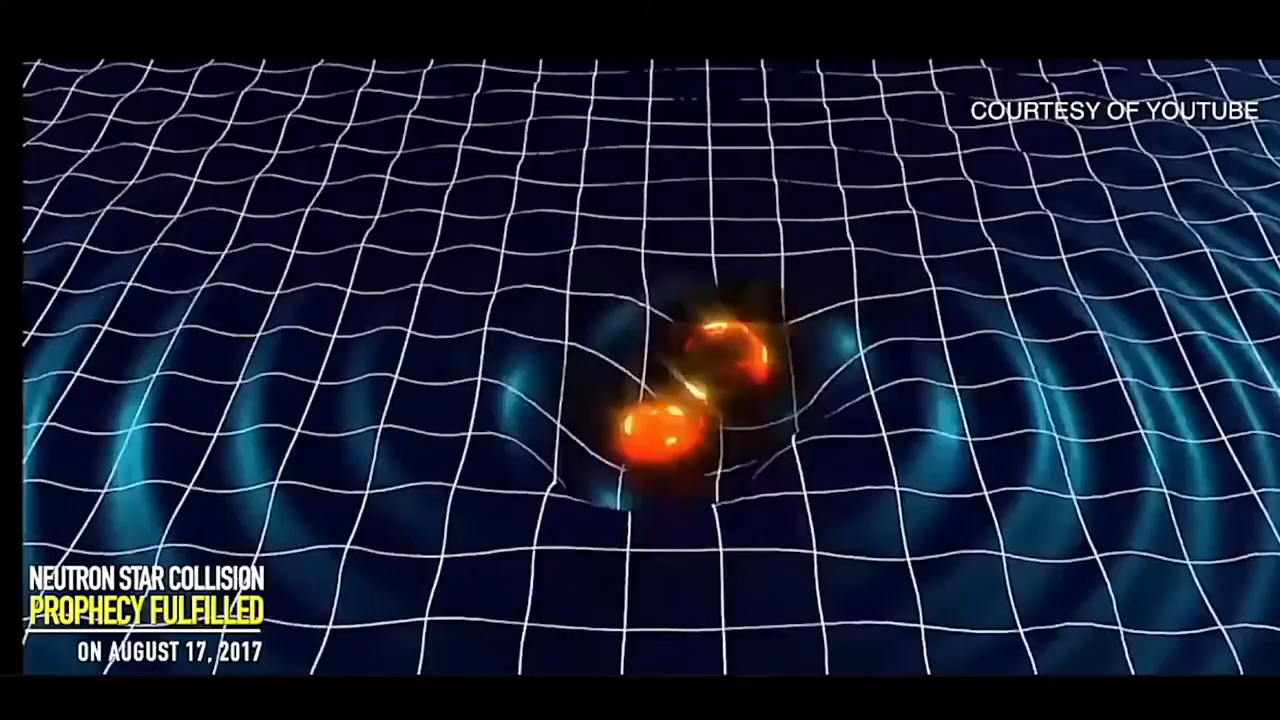 COURTESY OF YOUTUBE
NEUTRON STAR COLLISION
PROPHECY FULFILLED
ON AUGUST 17, 2017